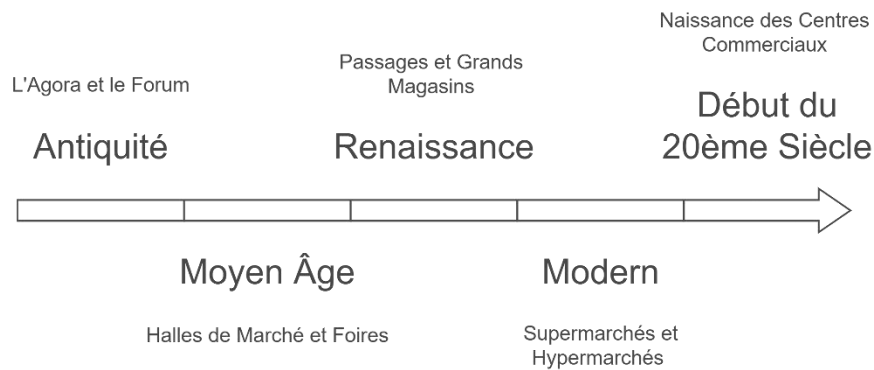 L'Agora et le Forum
Antiquité
Halles de Marché et Foires
Moyen Âge
Passages et Grands
Magasins
Renaissance
Modern
Supermarchés et
Hypermarchés
Naissance des Centres
Commerciaux
Début du
20ème Siècle